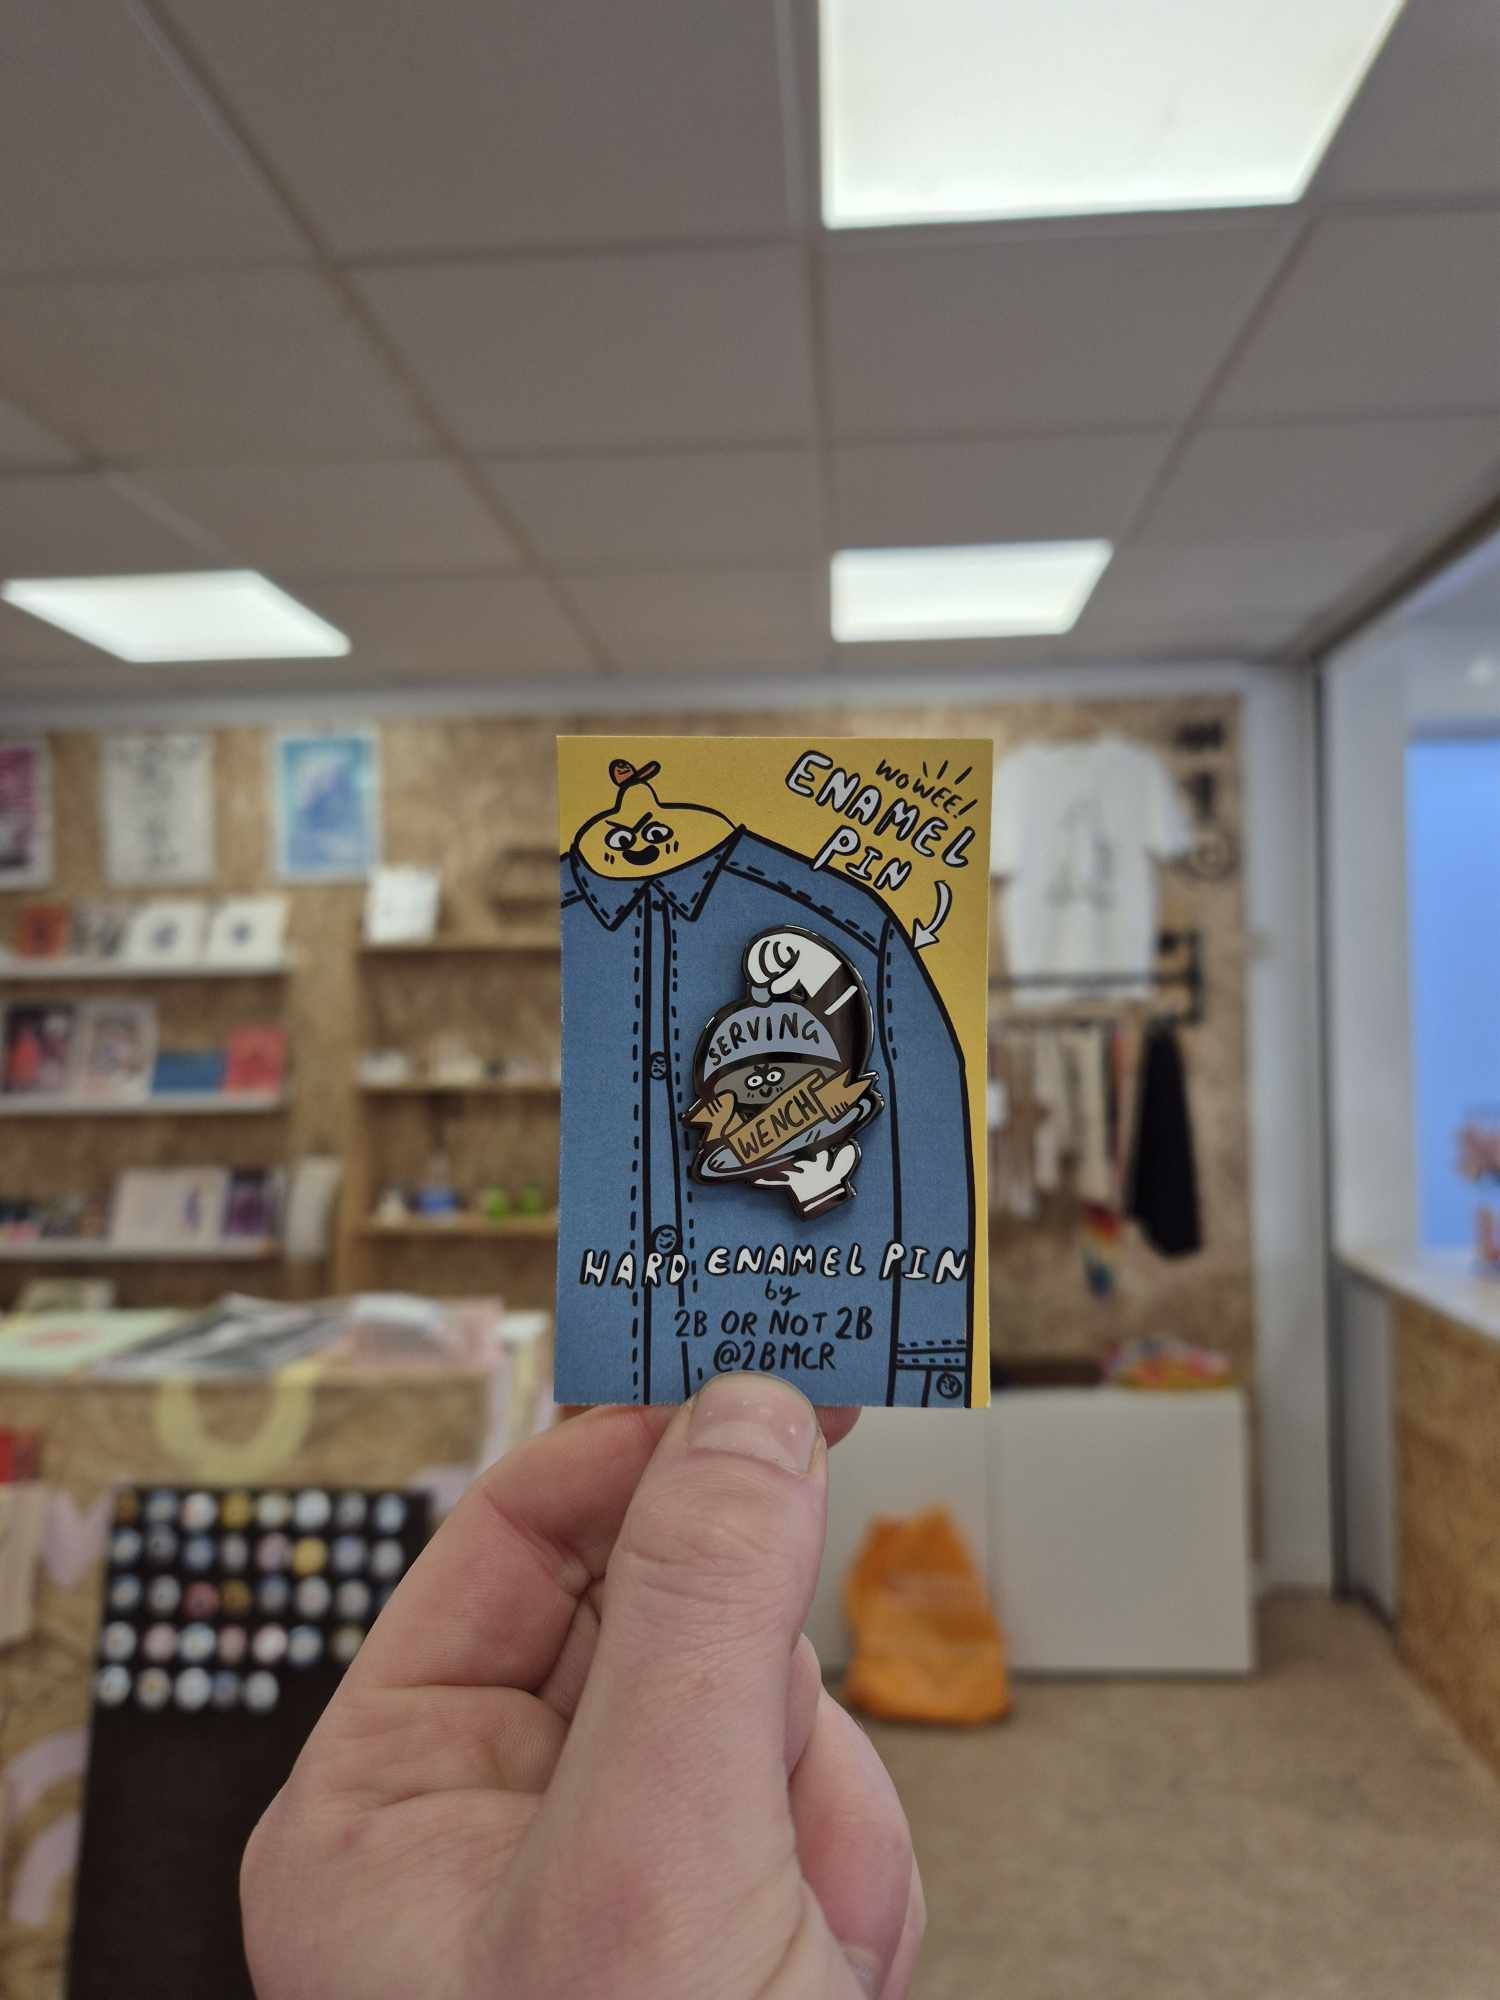 WOWEE!
ENAMEL
PIN
SERVING
WENCH
HARD ENAMEL PIN
by
2B OR NOT 2B
@2BMCR